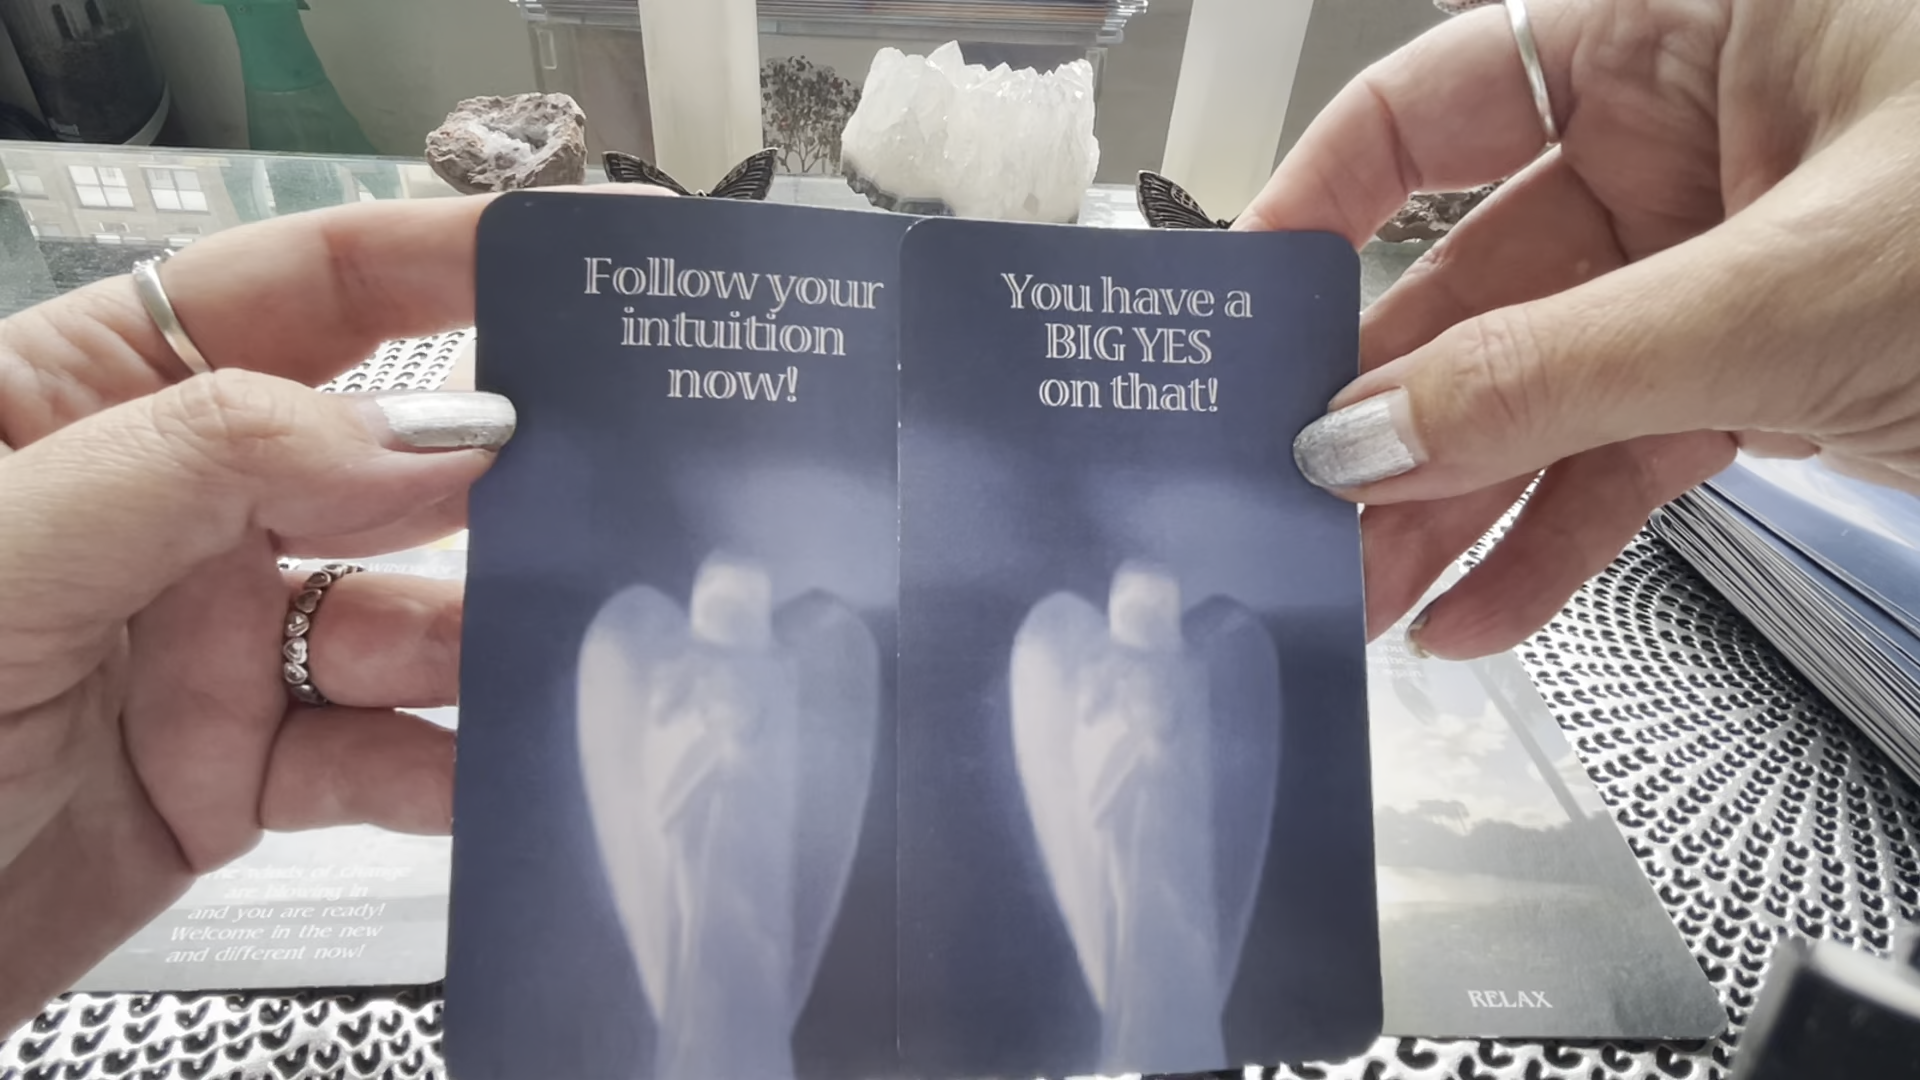 Follow your
intuition
now!
You have a
BIG YES
on that!
The winds of change
are blowing in
and you are ready!
Welcome in the new
and different now!
RELAX